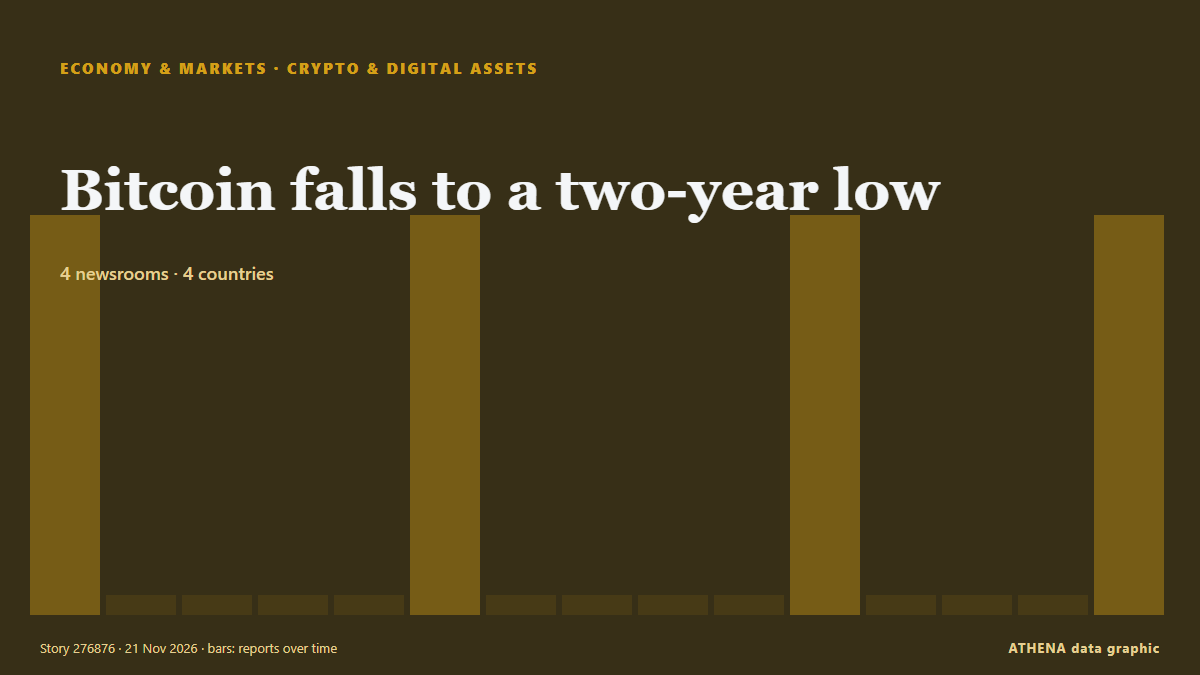 ECONOMY & MARKETS · CRYPTO & DIGITAL ASSETS
Bitcoin falls to a two-year low
4 newsrooms · 4 countries
Story 276876 · 21 Nov 2026 · bars: reports over time
ATHENA data graphic